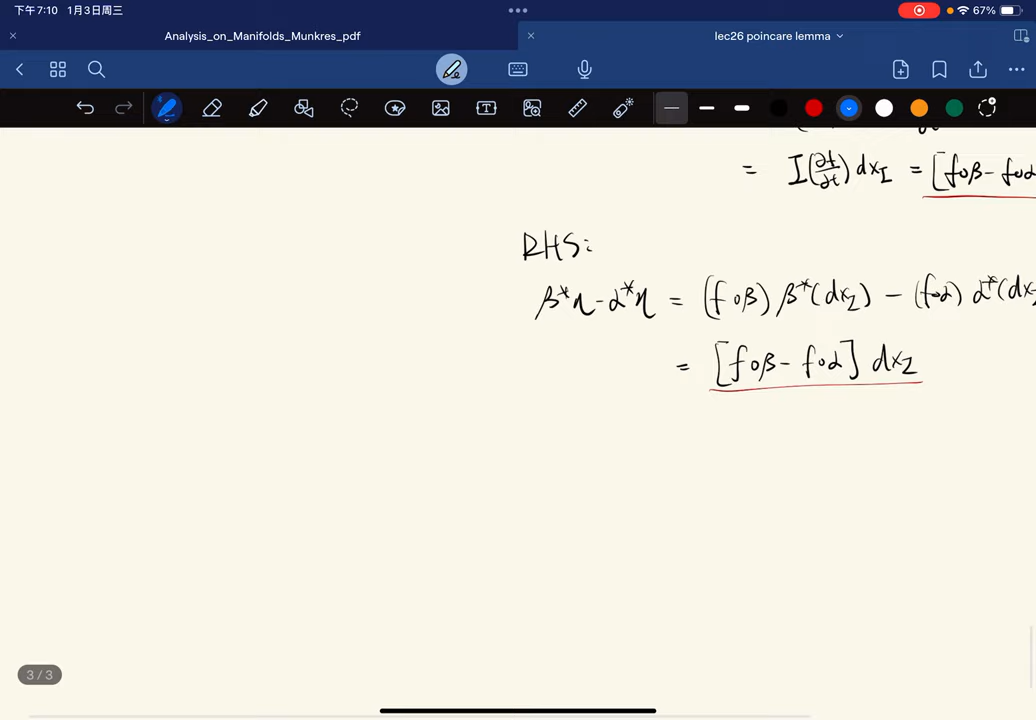 下午7:10 1月3日周三
67%
Analysis_on_Manifolds_Munkres_pdf
lec26 poincare lemma
= I(∂t/∂t) dx_I = [f∘β − f∘α
RHS:
β*η − α*η = (f∘β) β*(dx_I) − (f∘α) α*(dx
= [f∘β − f∘α] dx_I
3 / 3